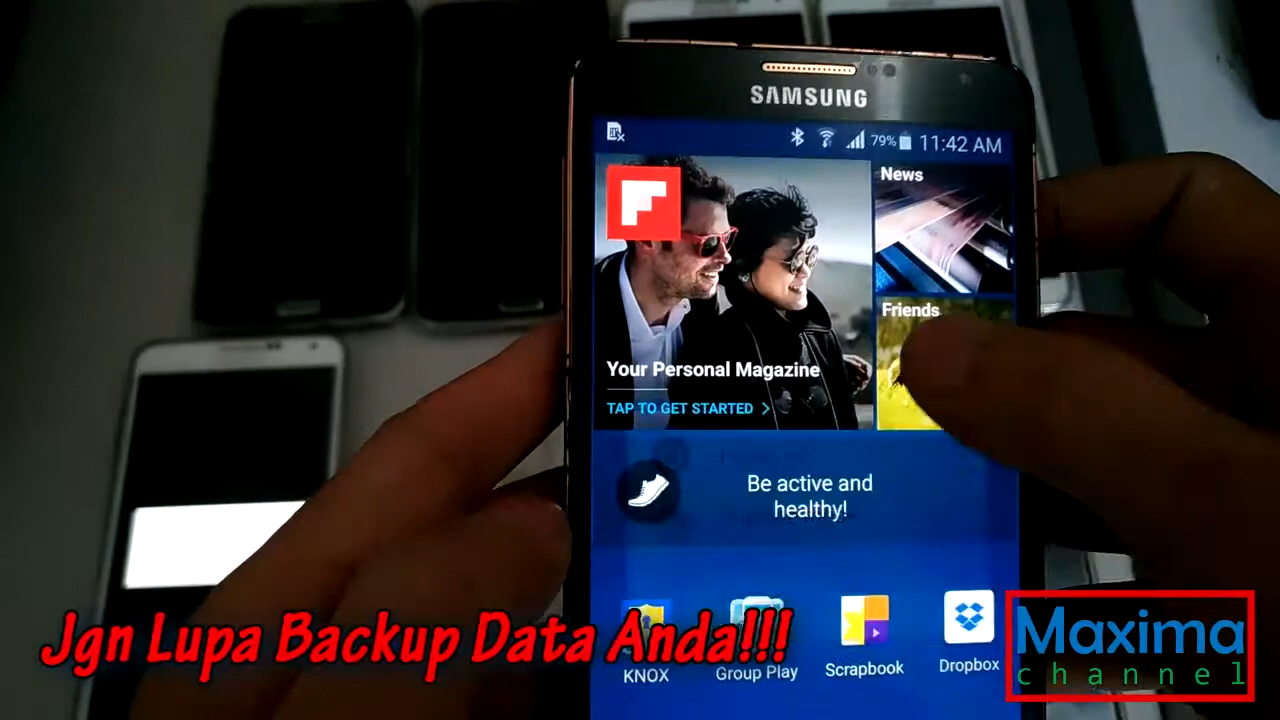 SAMSUNG
79% 11:42 AM
News
Friends
Your Personal Magazine
TAP TO GET STARTED
Be active and
healthy!
KNOX
Group Play
Scrapbook
Dropbox
Jgn Lupa Backup Data Anda!!!
Maxima
channel